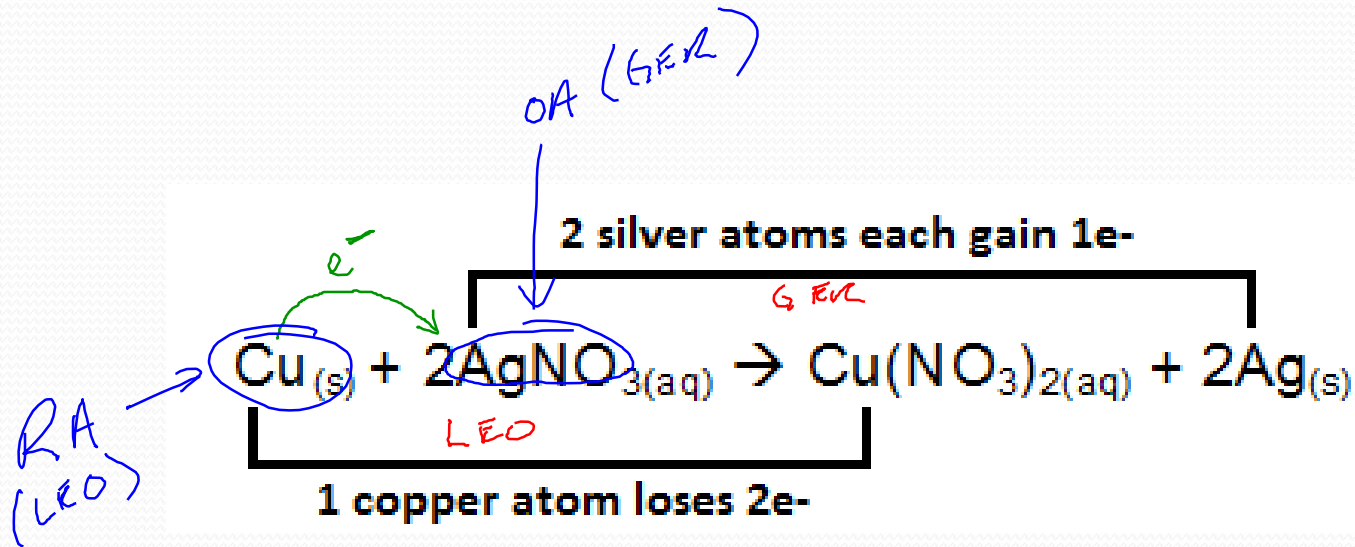 OA (GER)
2 silver atoms each gain 1e-
e-
GER
Cu(s) + 2AgNO3(aq) → Cu(NO3)2(aq) + 2Ag(s)
RA
(LEO)
LEO
1 copper atom loses 2e-